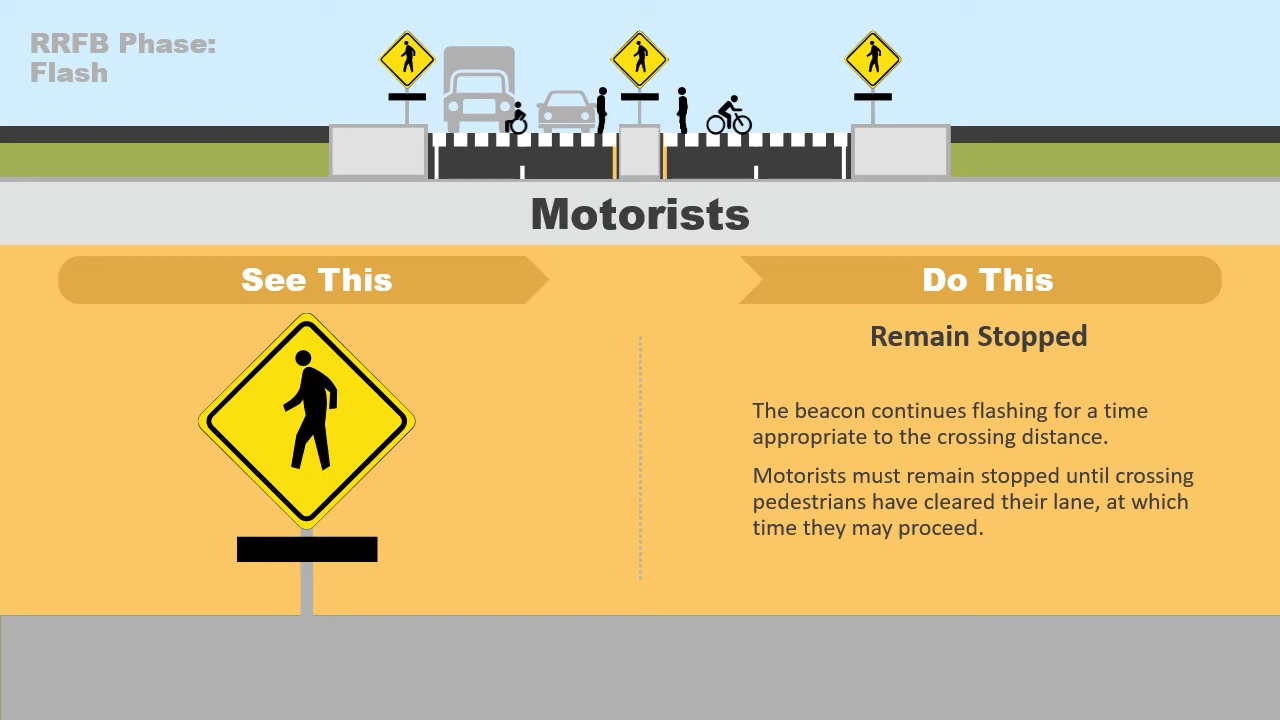 RRFB Phase:
Flash
Motorists
See This
Do This
Remain Stopped
The beacon continues flashing for a time
appropriate to the crossing distance.
Motorists must remain stopped until crossing
pedestrians have cleared their lane, at which
time they may proceed.